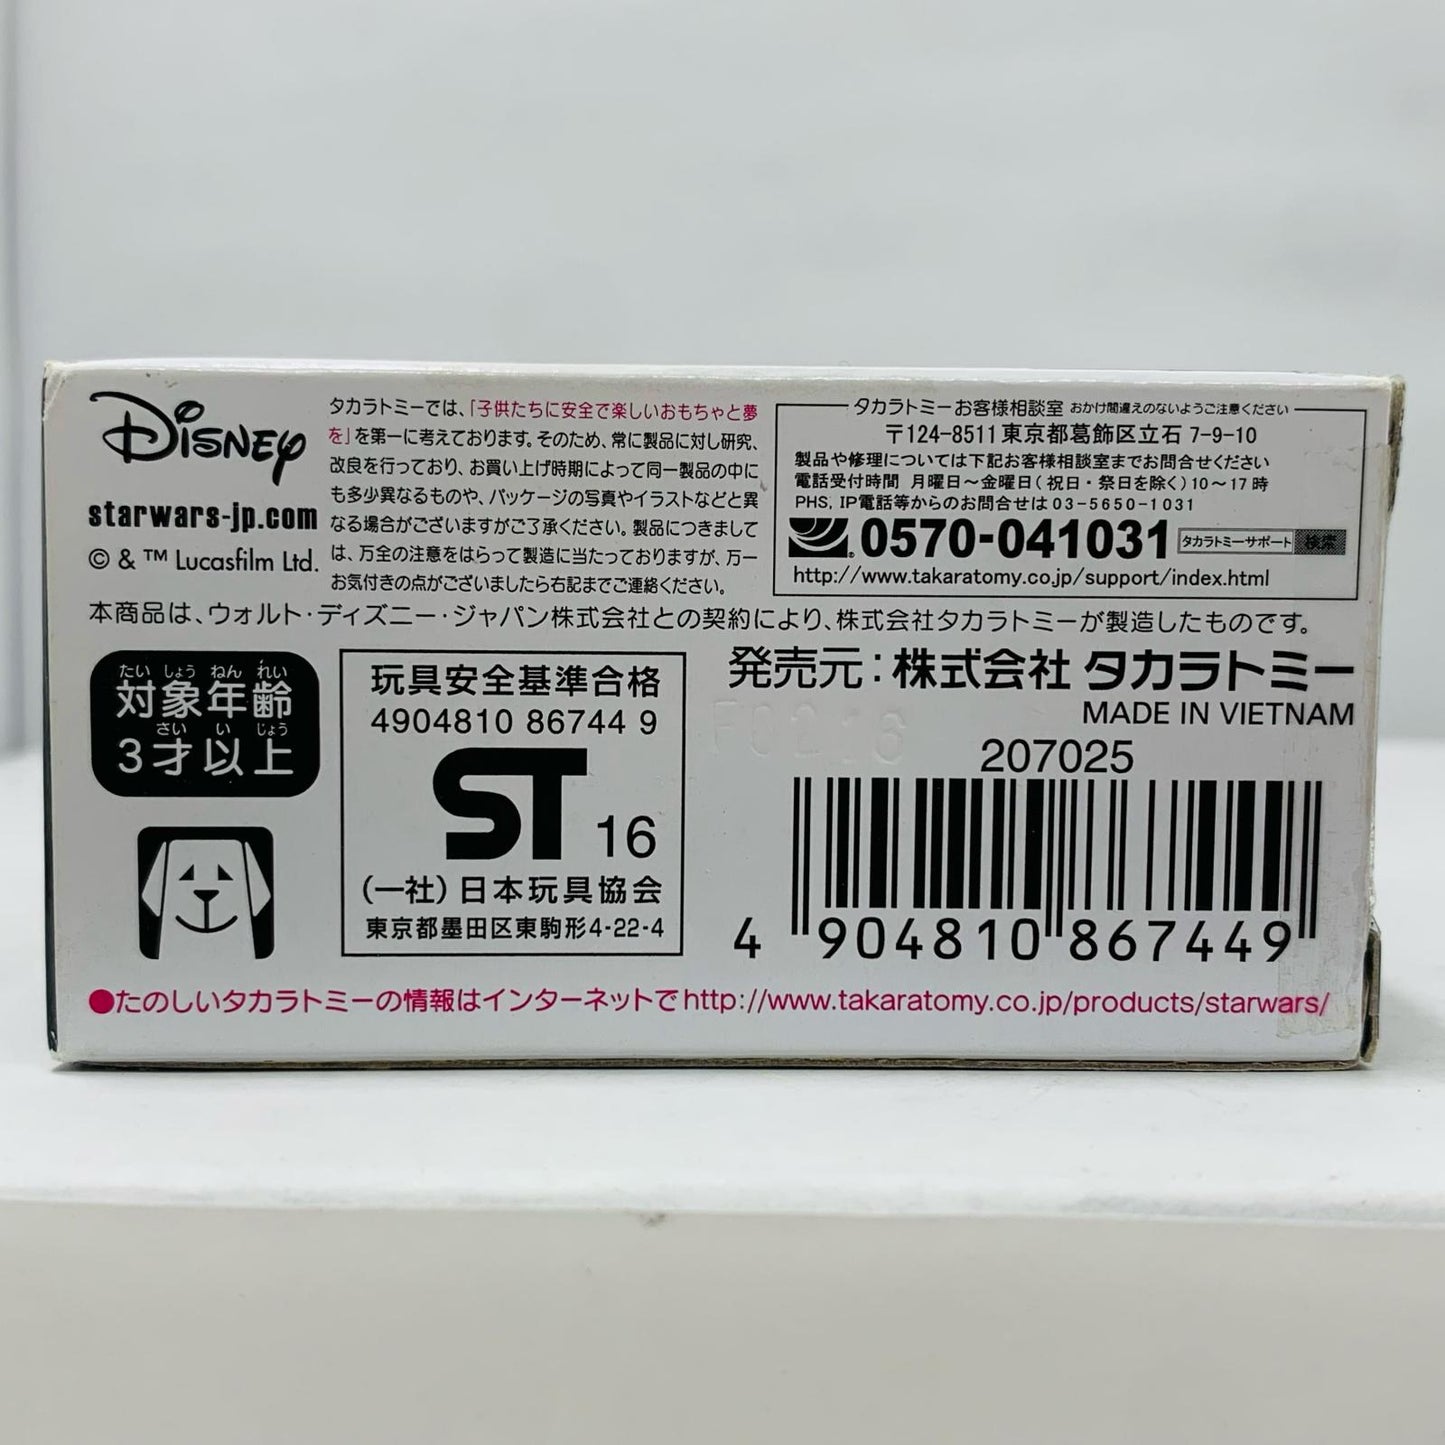 Disney
starwars-jp.com
© & ™ Lucasfilm Ltd.
タカラトミーでは、「子供たちに安全で楽しいおもちゃと夢
を」を第一に考えております。そのため、常に製品に対し研究、
改良を行っており、お買い上げ時期によって同一製品の中に
も多少異なるものや、パッケージの写真やイラストなどと異
なる場合がございますがご了承ください。製品につきまして
は、万全の注意をはらって製造に当たっておりますが、万一
お気付きの点がございましたら右記までご連絡ください。
タカラトミーお客様相談室 おかけ間違えのないようご注意ください
〒124-8511 東京都葛飾区立石 7-9-10
製品や修理については下記お客様相談室までお問合せください
電話受付時間 月曜日～金曜日(祝日・祭日を除く)10～17時
PHS, IP電話等からのお問合せは 03-5650-1031
0570-041031 タカラトミーサポート 検索
http://www.takaratomy.co.jp/support/index.html
本商品は、ウォルト・ディズニー・ジャパン株式会社との契約により、株式会社タカラトミーが製造したものです。
たい しょう ねん れい
対象年齢
さい い じょう
3才以上
玩具安全基準合格
4904810 86744 9
ST 16
(一社)日本玩具協会
東京都墨田区東駒形4-22-4
発売元：株式会社 タカラトミー
MADE IN VIETNAM
207025
4 904810 867449
●たのしいタカラトミーの情報はインターネットで http://www.takaratomy.co.jp/products/starwars/